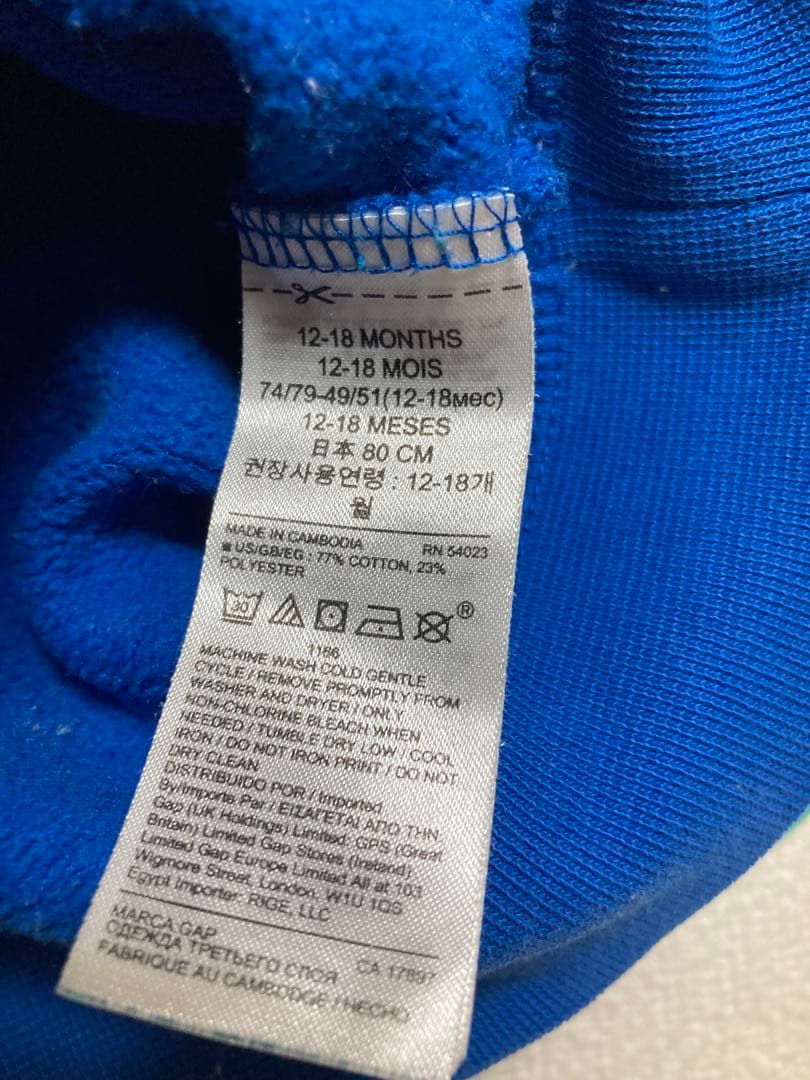 12-18 MONTHS
12-18 MOIS
74/79-49/51(12-18мес)
12-18 MESES
日本 80 CM
권장사용연령 : 12-18개
월
MADE IN CAMBODIA RN 54023
US/GB/EG : 77% COTTON, 23%
POLYESTER
30 ®
1166
MACHINE WASH COLD GENTLE
CYCLE / REMOVE PROMPTLY FROM
WASHER AND DRYER / ONLY
NON-CHLORINE BLEACH WHEN
NEEDED / TUMBLE DRY LOW / COOL
IRON / DO NOT IRON PRINT / DO NOT
DRY CLEAN
DISTRIBUIDO POR / Imported
By/Imports Par / ΕΙΣΑΓΕΤΑΙ ΑΠΟ ΤΗΝ
Gap (UK Holdings) Limited: GPS (Great
Britain) Limited Gap Stores (Ireland)
Limited Gap Europe Limited All at 103
Wigmore Street, London, W1U 1QS
Egypt Importer: RIGE, LLC
MARCA GAP
ОДЕЖДА ТРЕТЬЕГО СЛОЯ CA 17897
FABRIQUE AU CAMBODGE / HECHO